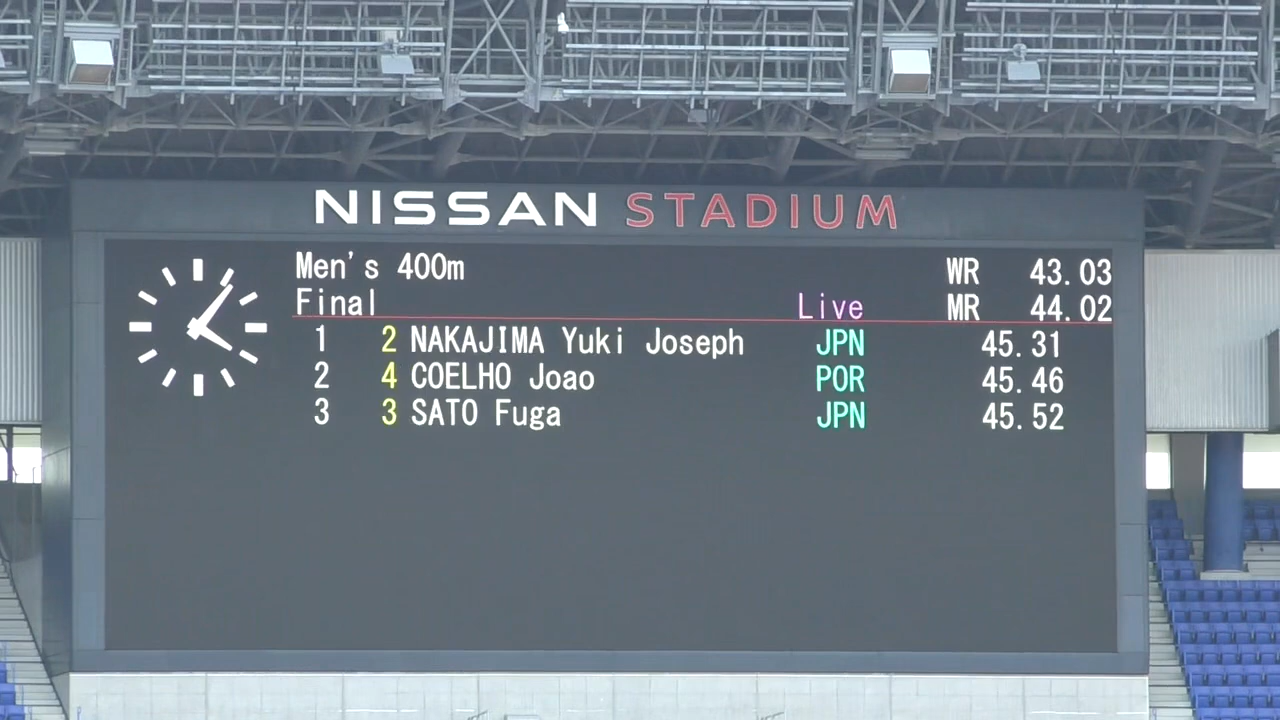 NISSAN STADIUM
Men's 400m WR 43.03
Final Live MR 44.02
1 2 NAKAJIMA Yuki Joseph JPN 45.31
2 4 COELHO Joao POR 45.46
3 3 SATO Fuga JPN 45.52